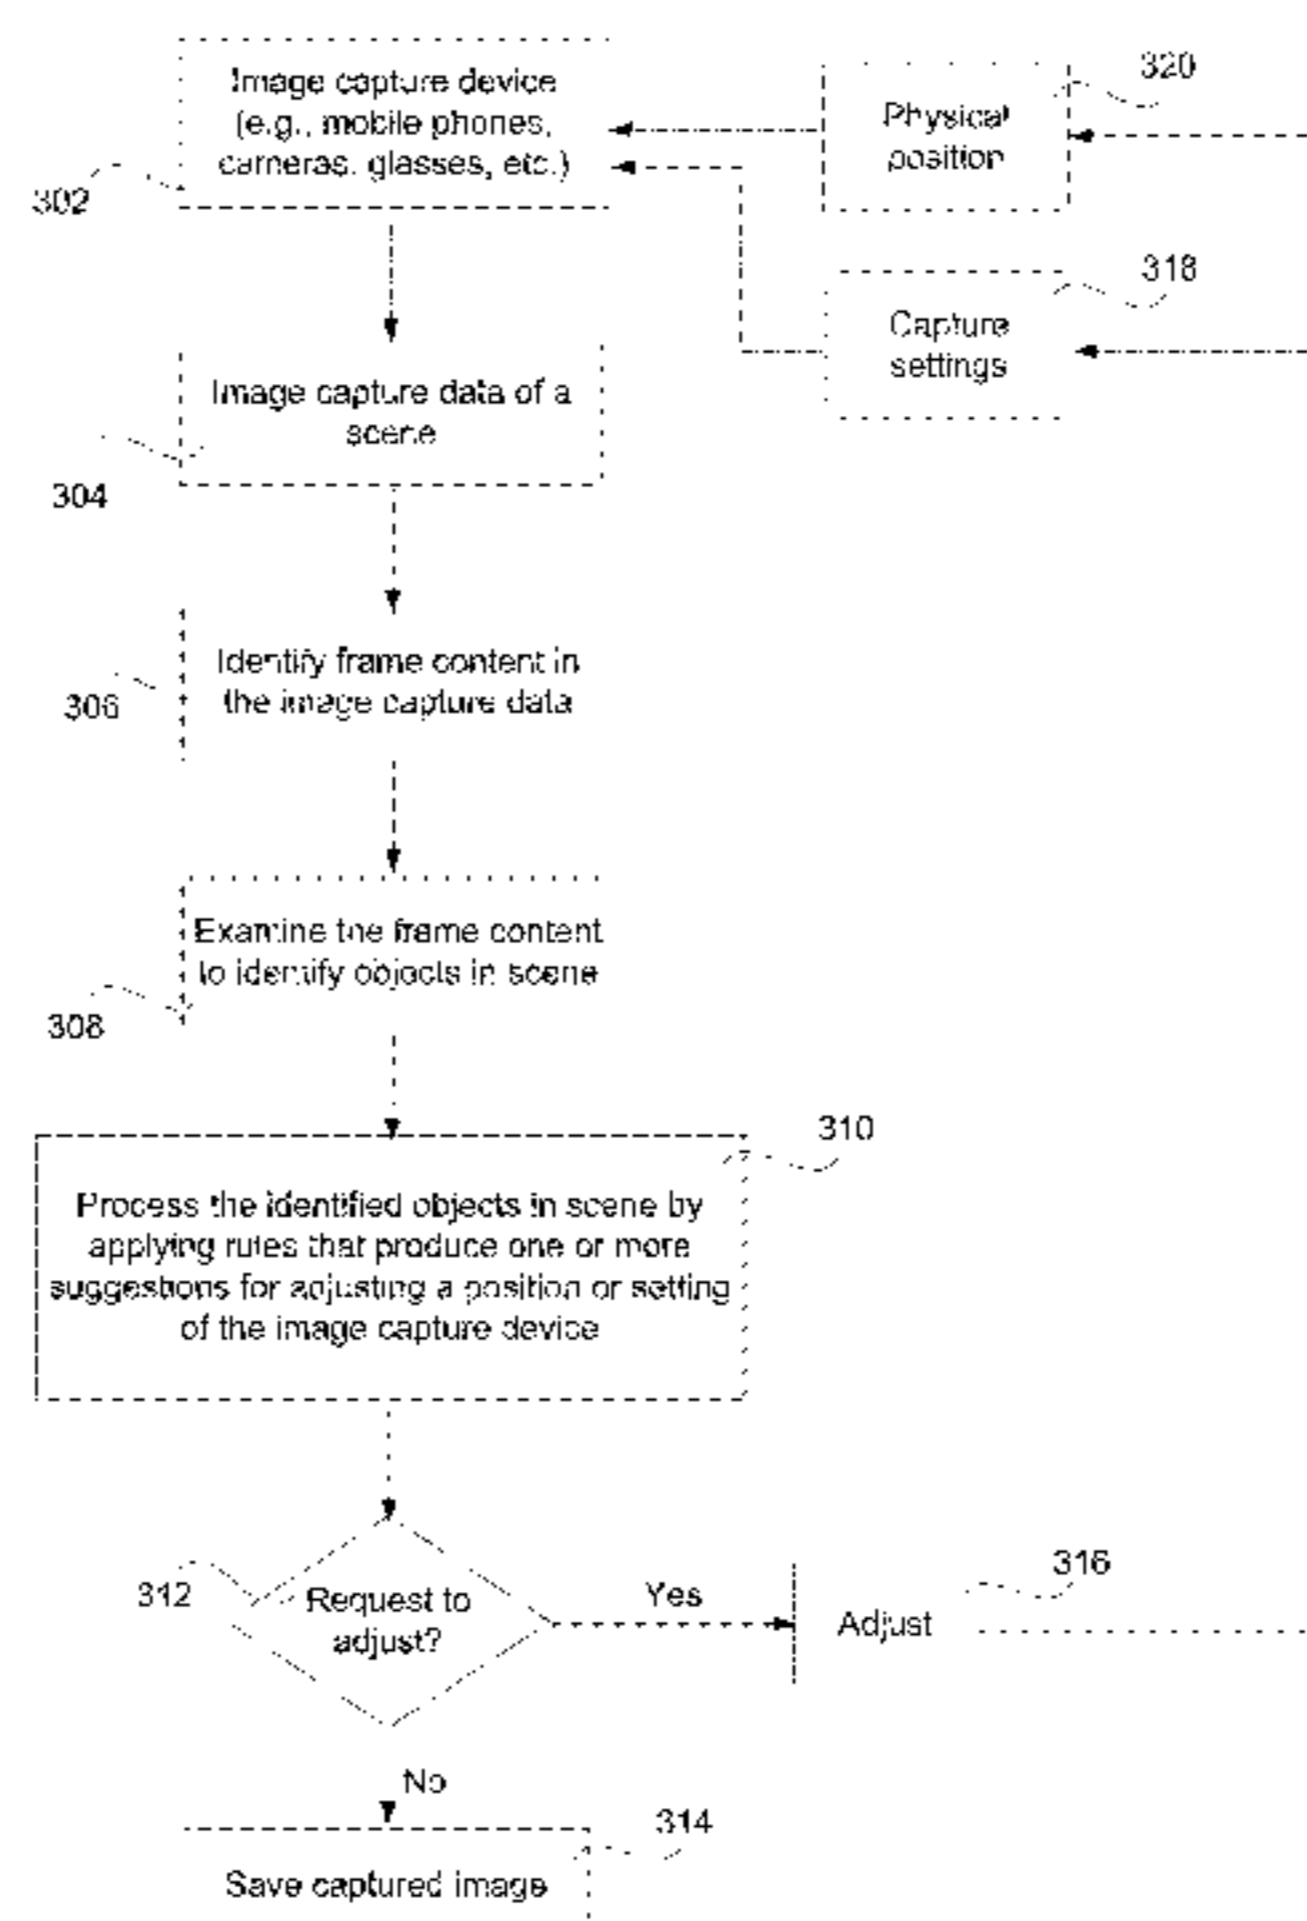 Image capture device
(e.g., mobile phones,
cameras, glasses, etc.)
302
Physical
position
320
Capture
settings
318
Image capture data of a
scene
304
Identify frame content in
the image capture data
306
Examine the frame content
to identify objects in scene
308
310
Process the identified objects in scene by
applying rules that produce one or more
suggestions for adjusting a position or setting
of the image capture device
312
Request to
adjust?
Yes
Adjust
316
No
314
Save captured image